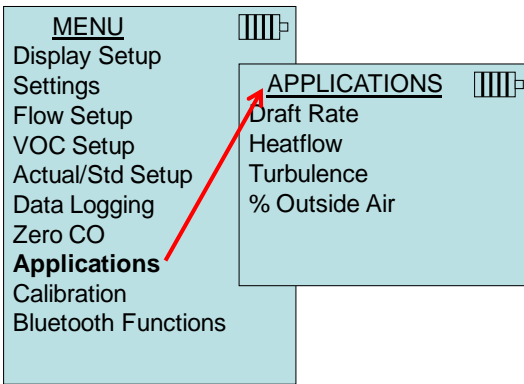 MENU
Display Setup
Settings
Flow Setup
VOC Setup
Actual/Std Setup
Data Logging
Zero CO
Applications
Calibration
Bluetooth Functions
APPLICATIONS
Draft Rate
Heatflow
Turbulence
% Outside Air